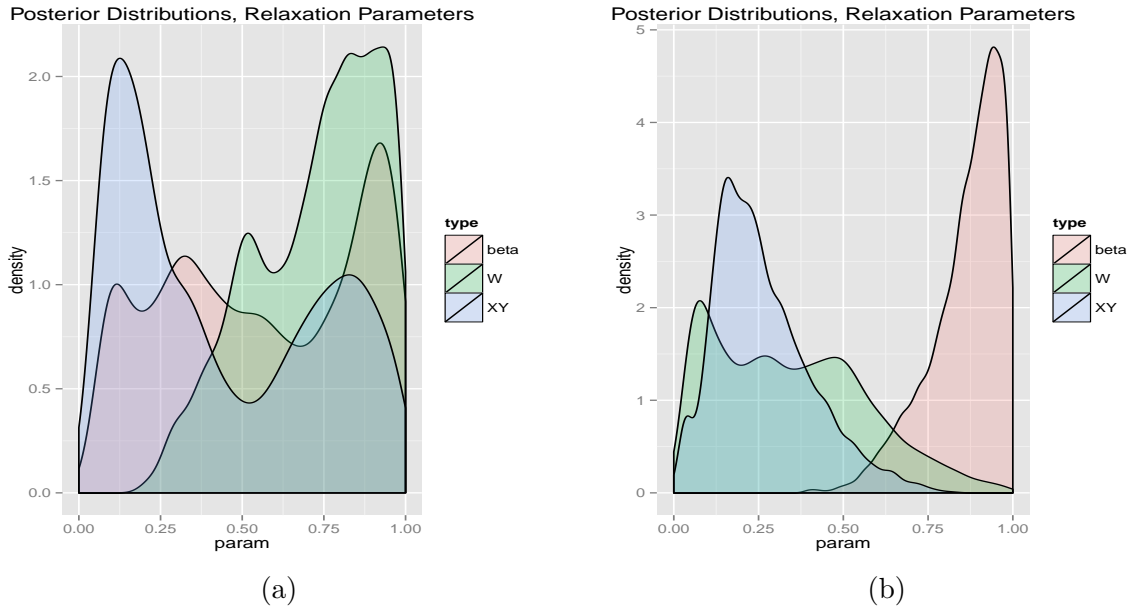 Posterior Distributions, Relaxation Parameters
2.0
1.5
1.0
0.5
0.0
density
0.00 0.25 0.50 0.75 1.00
param
type
beta
W
XY
(a)
Posterior Distributions, Relaxation Parameters
5
4
3
2
1
0
density
0.00 0.25 0.50 0.75 1.00
param
type
beta
W
XY
(b)